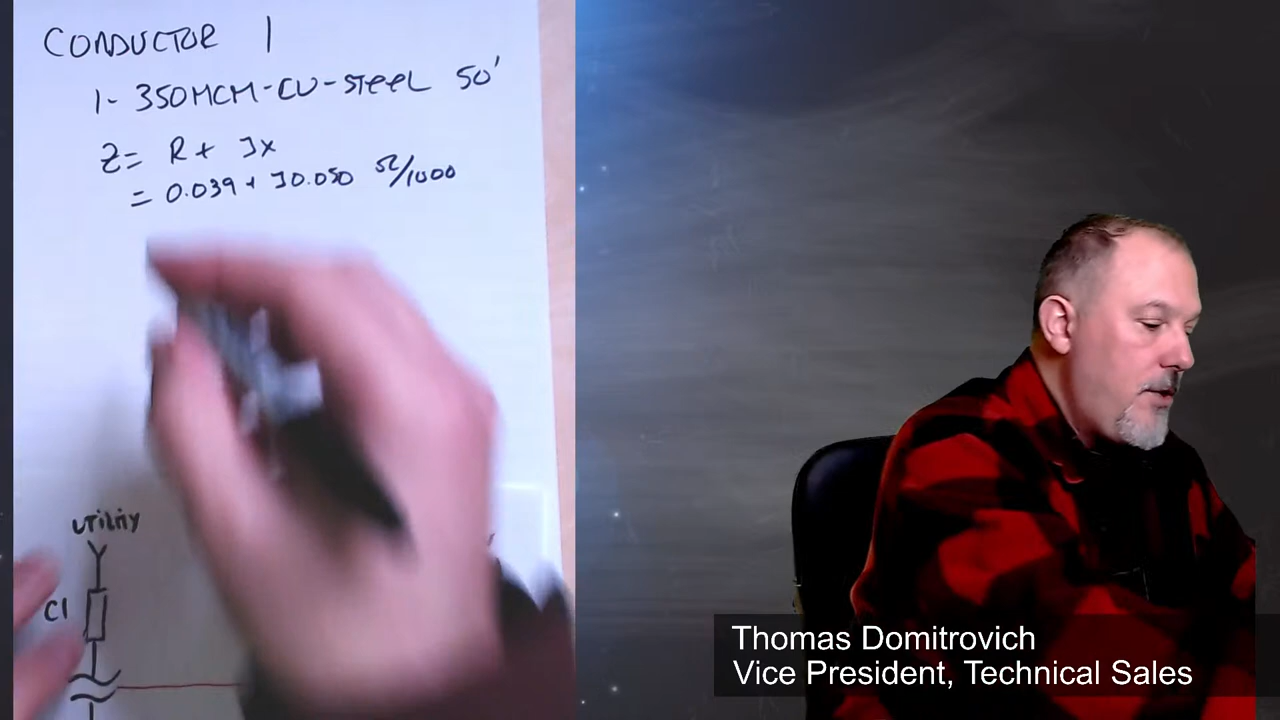 CONDUCTOR 1
1- 350MCM-CU-STEEL 50'
Z= R + JX
= 0.039 + J0.050 Ω/1000
UTILITY
C1
Thomas Domitrovich
Vice President, Technical Sales